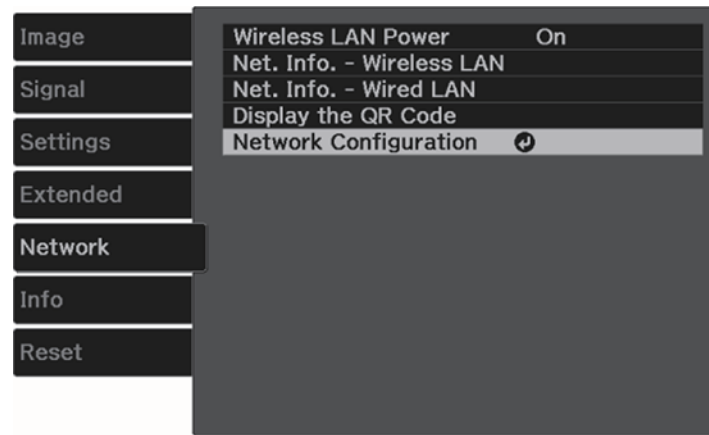 Image
Signal
Settings
Extended
Network
Info
Reset
Wireless LAN Power On
Net. Info. - Wireless LAN
Net. Info. - Wired LAN
Display the QR Code
Network Configuration